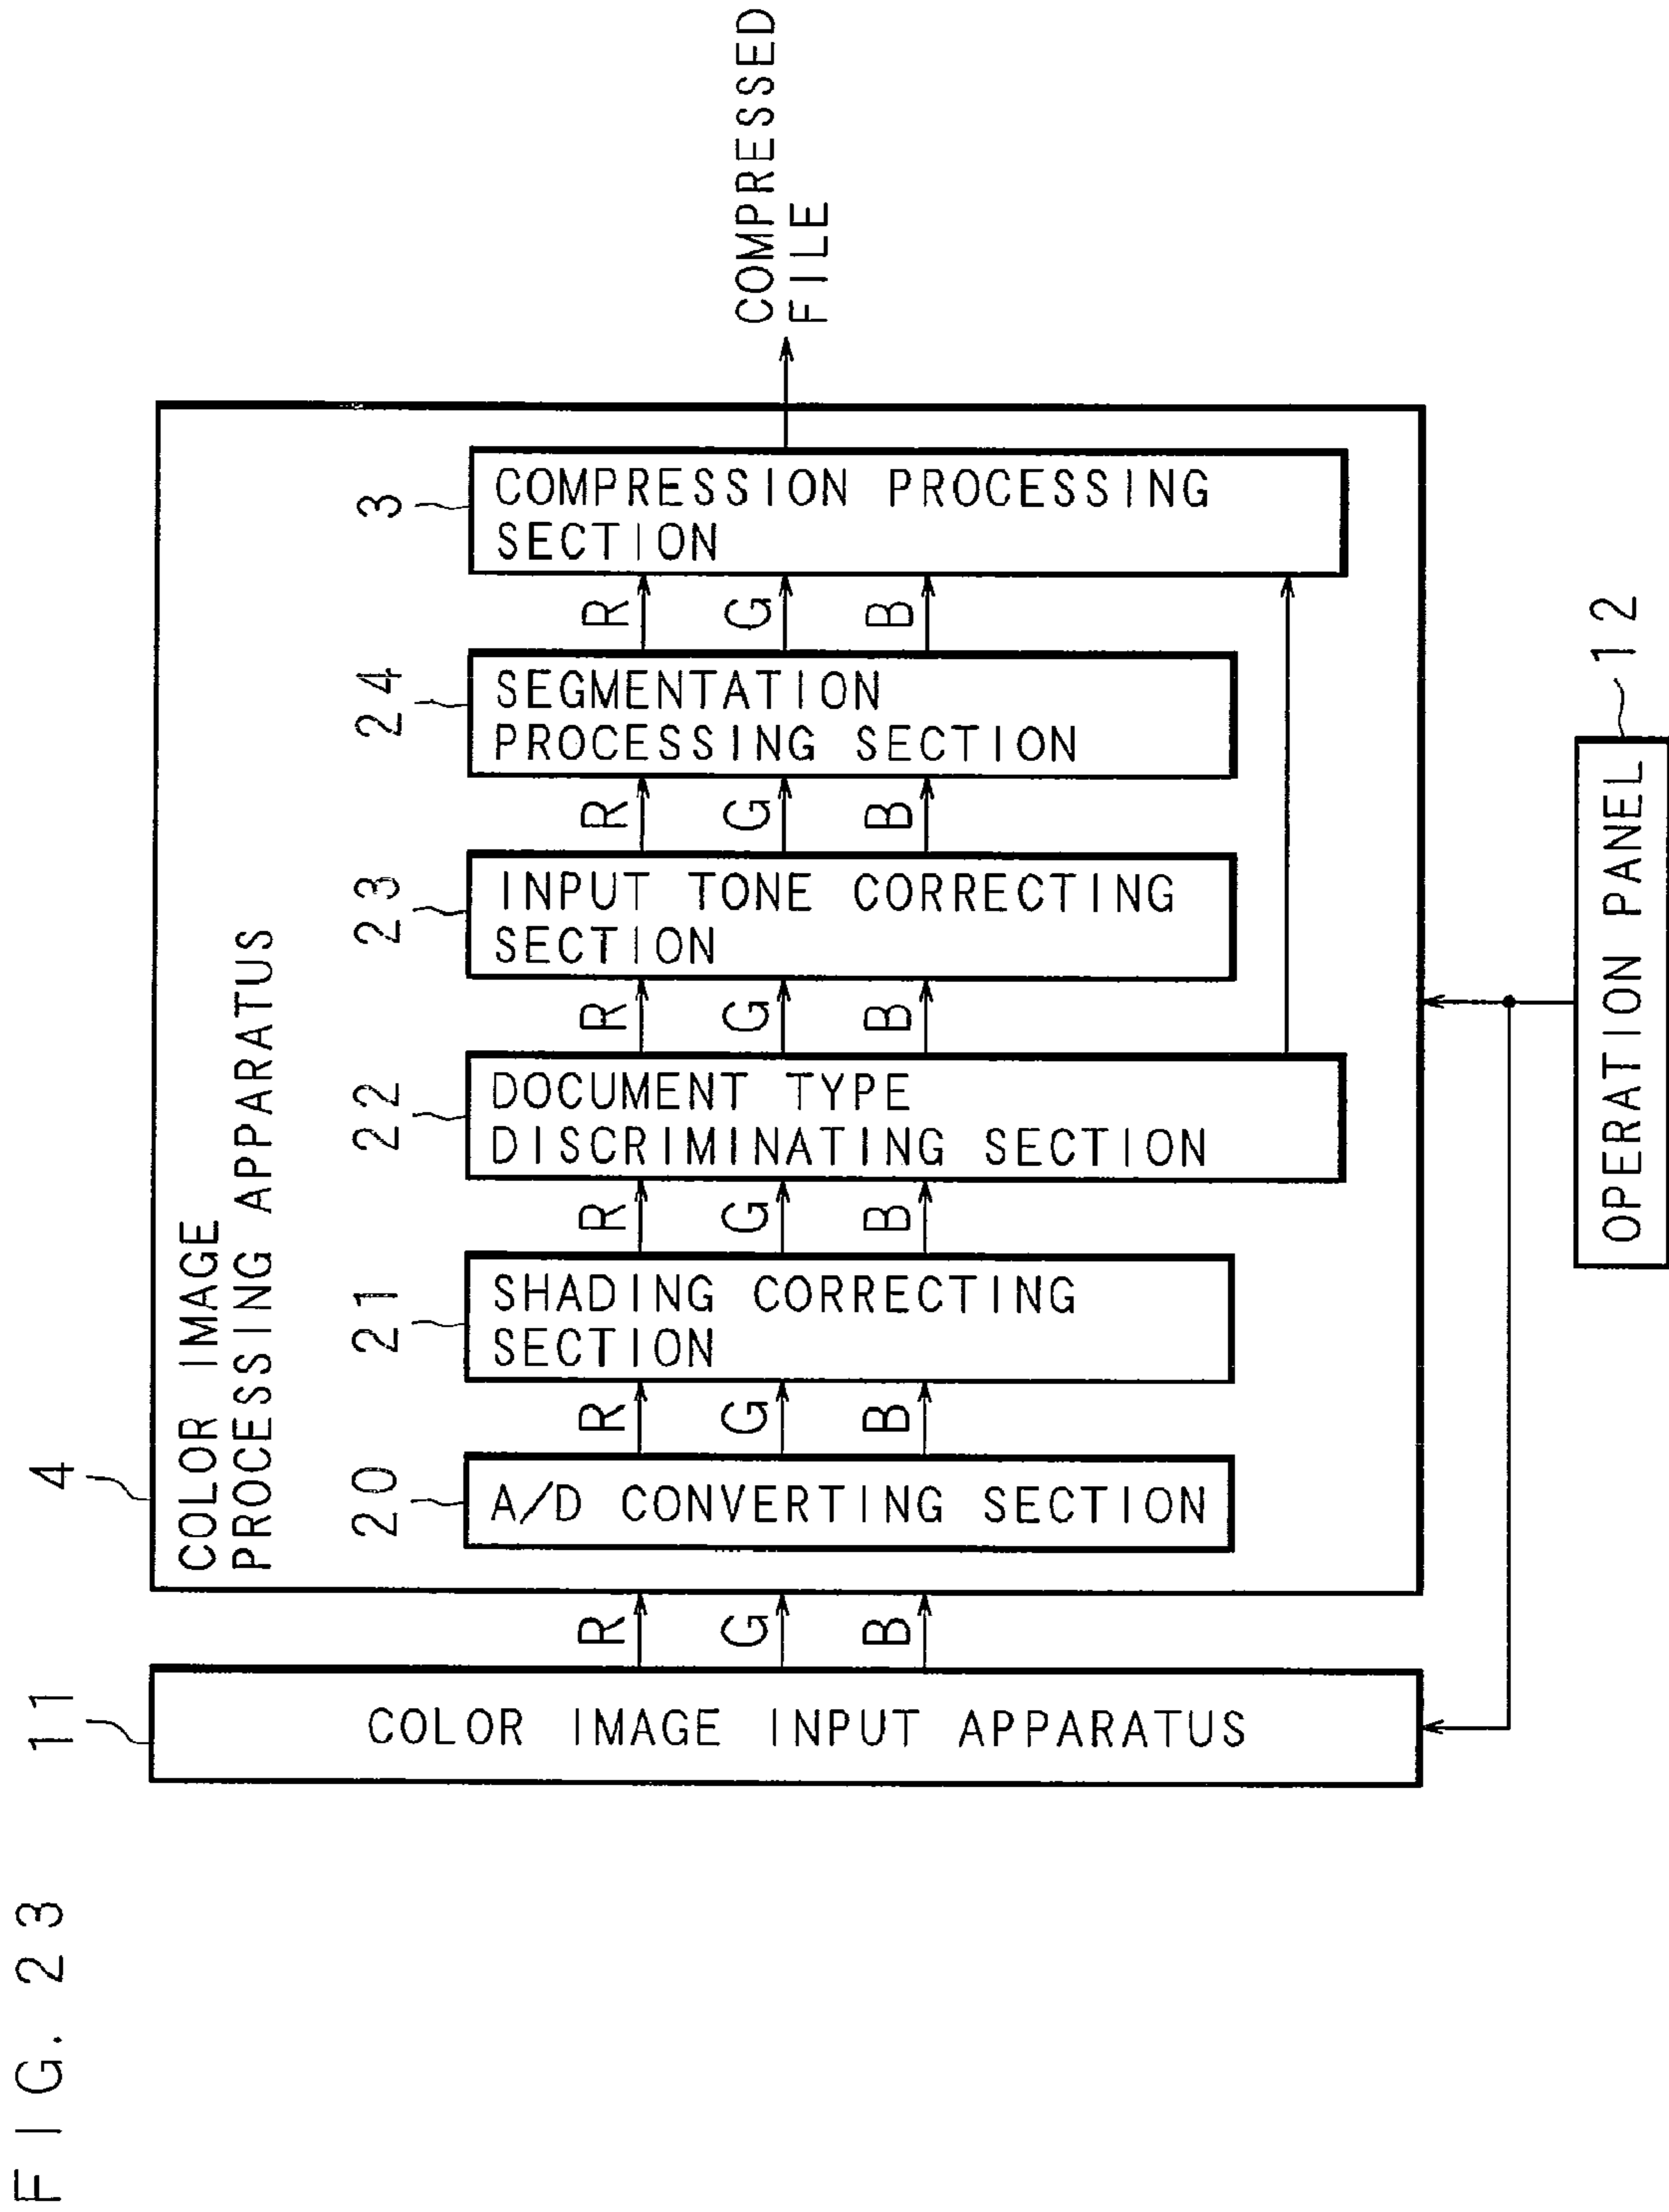 FIG. 23
11
COLOR IMAGE INPUT APPARATUS
R
G
B
4
COLOR IMAGE
PROCESSING APPARATUS
20
A/D CONVERTING SECTION
R
G
B
21
SHADING CORRECTING
SECTION
R
G
B
22
DOCUMENT TYPE
DISCRIMINATING SECTION
R
G
B
23
INPUT TONE CORRECTING
SECTION
R
G
B
24
SEGMENTATION
PROCESSING SECTION
R
G
B
3
COMPRESSION PROCESSING
SECTION
COMPRESSED
FILE
OPERATION PANEL
12